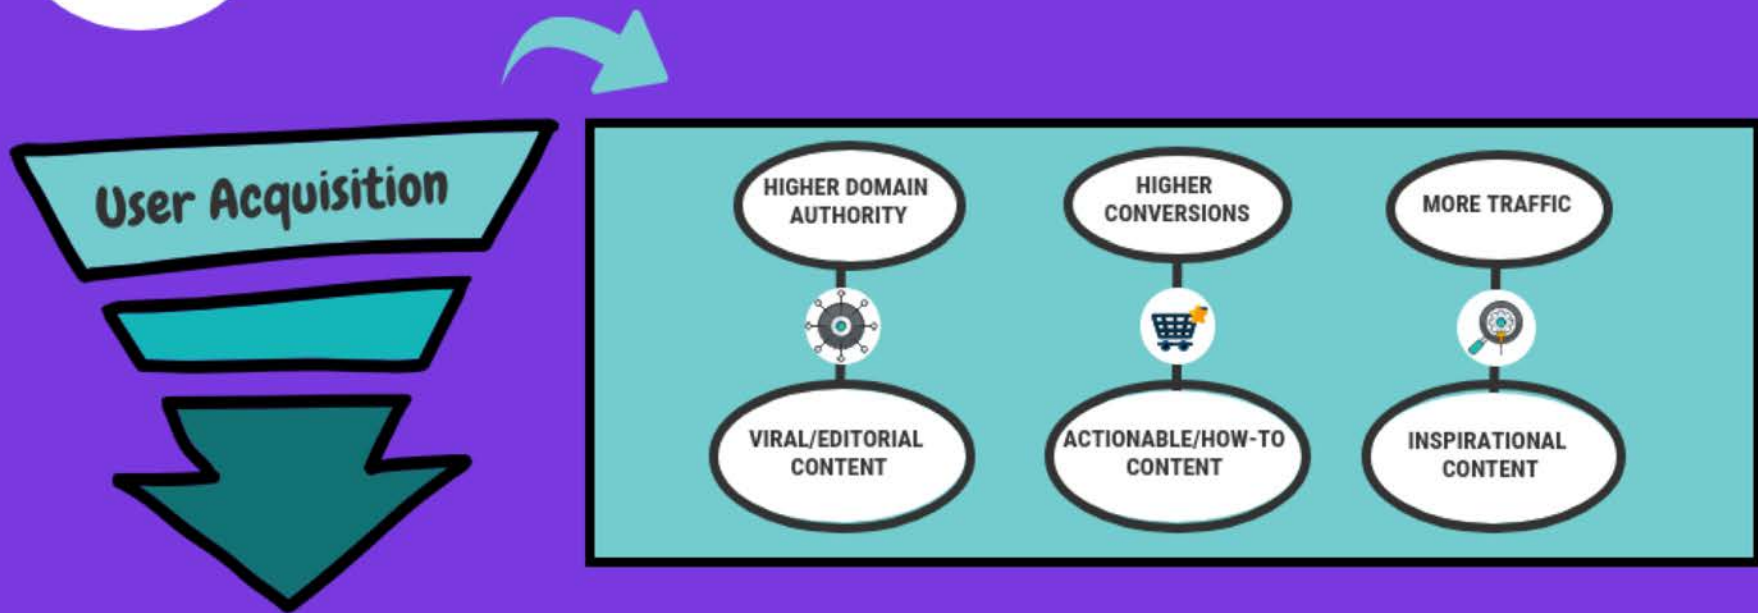 User Acquisition
HIGHER DOMAIN
AUTHORITY
HIGHER
CONVERSIONS
MORE TRAFFIC
VIRAL/EDITORIAL
CONTENT
ACTIONABLE/HOW-TO
CONTENT
INSPIRATIONAL
CONTENT